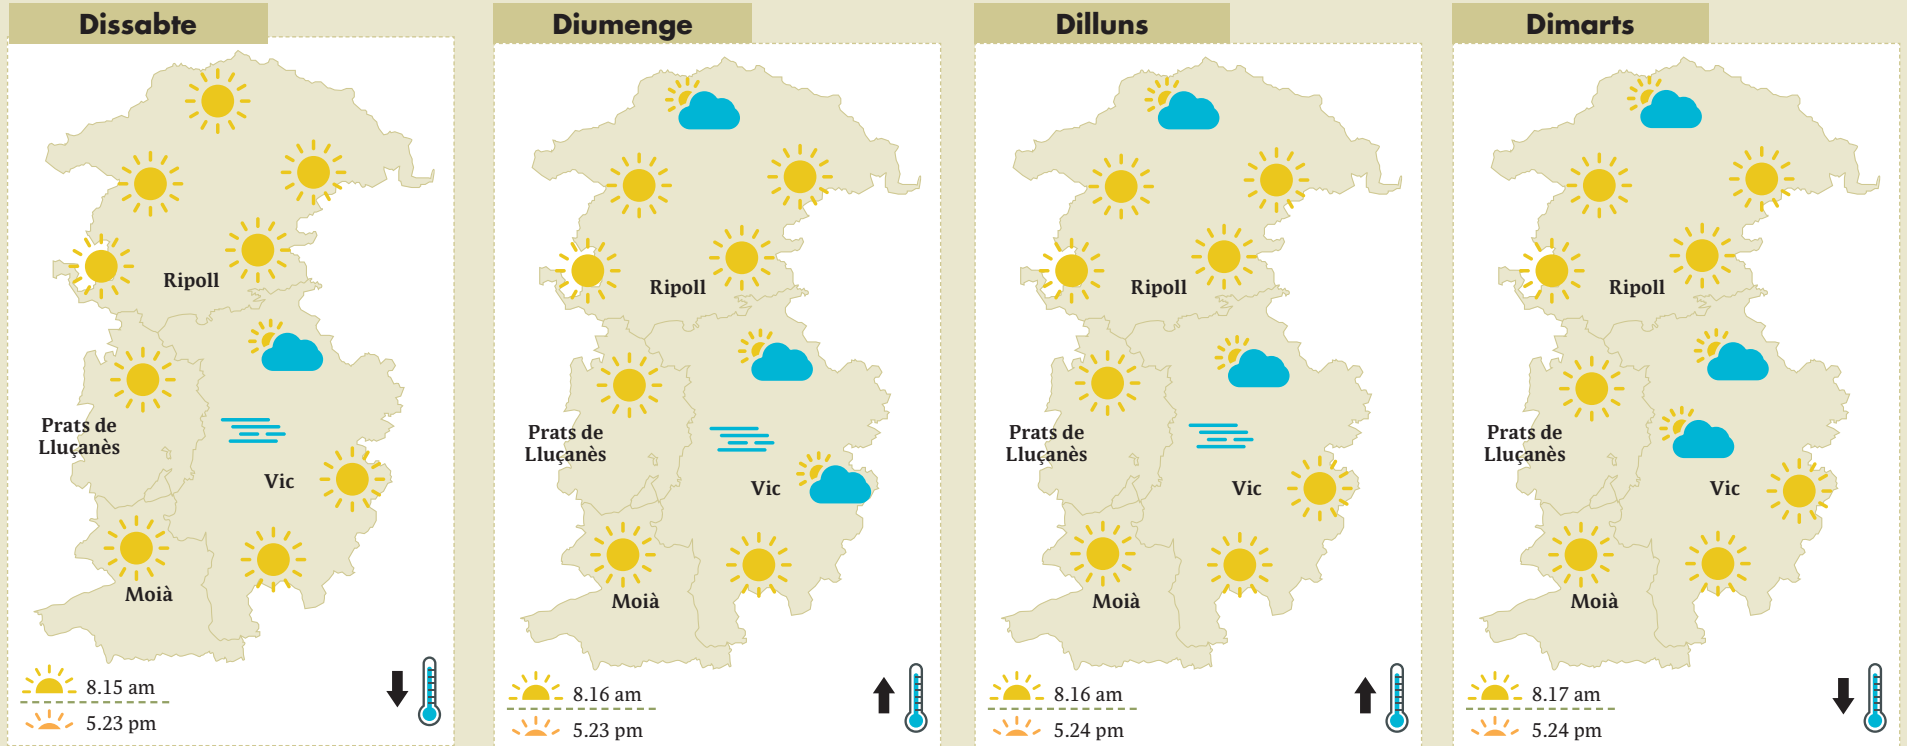 Dissabte
Ripoll
Prats de
Lluçanès
Vic
Moià
8.15 am
5.23 pm
Diumenge
Ripoll
Prats de
Lluçanès
Vic
Moià
8.16 am
5.23 pm
Dilluns
Ripoll
Prats de
Lluçanès
Vic
Moià
8.16 am
5.24 pm
Dimarts
Ripoll
Prats de
Lluçanès
Vic
Moià
8.17 am
5.24 pm